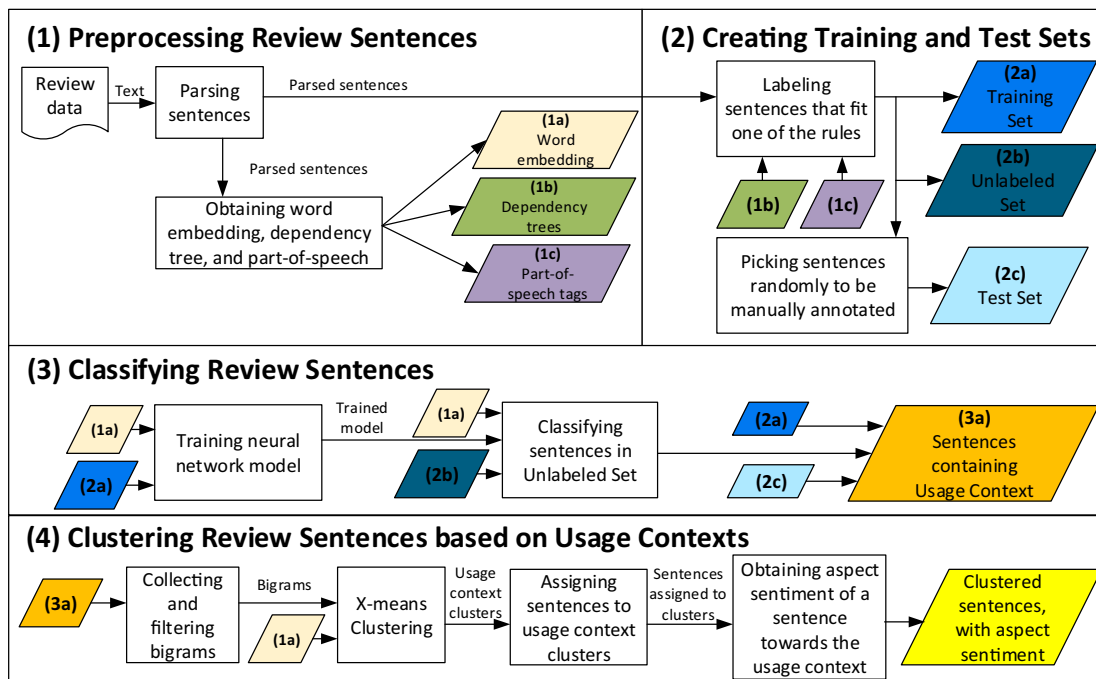 (1) Preprocessing Review Sentences
Review
data
Text
Parsing
sentences
Parsed sentences
Parsed sentences
Obtaining word
embedding, dependency
tree, and part-of-speech
(1a)
Word
embedding
(1b)
Dependency
trees
(1c)
Part-of-
speech tags
(2) Creating Training and Test Sets
Labeling
sentences that fit
one of the rules
(1b)
(1c)
(2a)
Training
Set
(2b)
Unlabeled
Set
Picking sentences
randomly to be
manually annotated
(2c)
Test Set
(3) Classifying Review Sentences
(1a)
(2a)
Training neural
network model
Trained
model
(1a)
(2b)
Classifying
sentences in
Unlabeled Set
(2a)
(2c)
(3a)
Sentences
containing
Usage Context
(4) Clustering Review Sentences based on Usage Contexts
(3a)
Collecting
and
filtering
bigrams
Bigrams
(1a)
X-means
Clustering
Usage
context
clusters
Assigning
sentences to
usage context
clusters
Sentences
assigned to
clusters
Obtaining aspect
sentiment of a
sentence
towards the
usage context
Clustered
sentences,
with aspect
sentiment